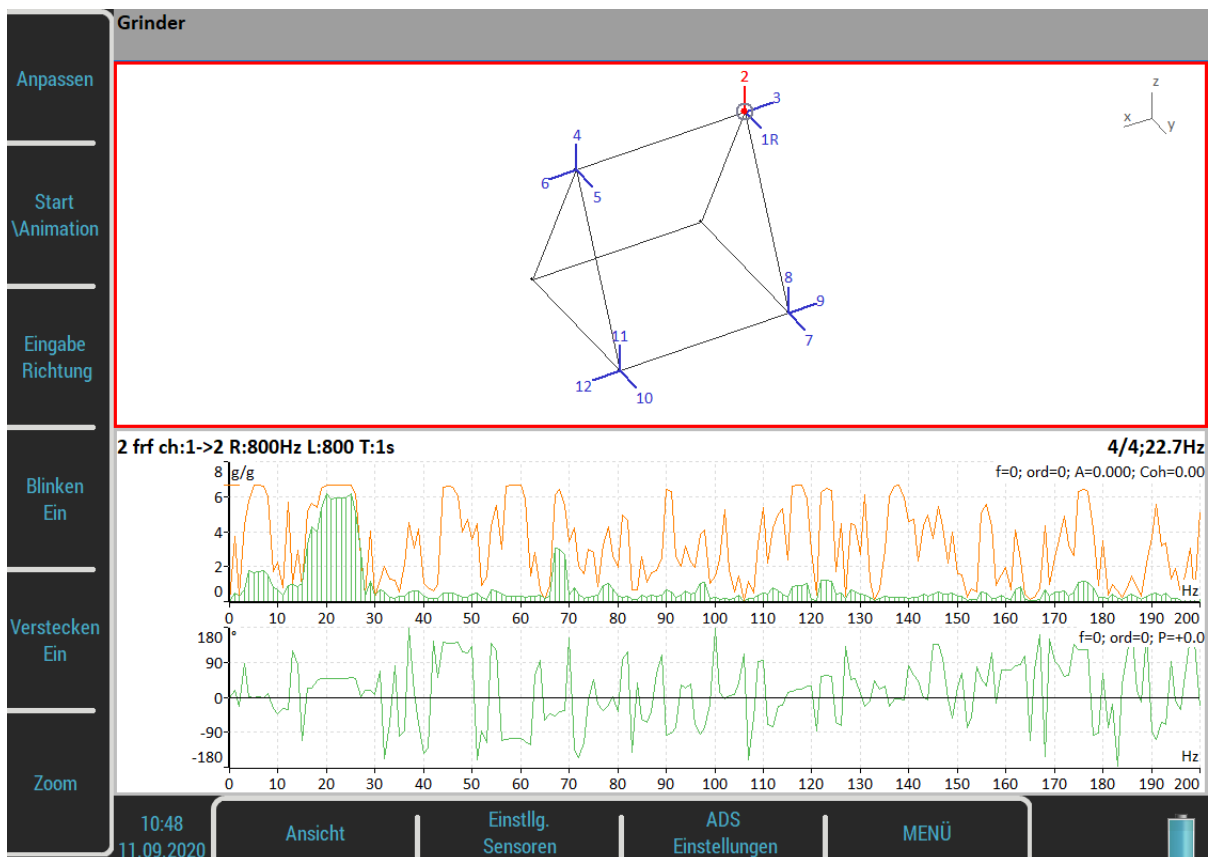 Grinder
Anpassen
Start
\Animation
Eingabe
Richtung
Blinken
Ein
Verstecken
Ein
Zoom
2
3
1R
4
6
5
8
9
7
11
12
10
z
x
y
2 frf ch:1->2 R:800Hz L:800 T:1s
4/4;22.7Hz
8 g/g
f=0; ord=0; A=0.000; Coh=0.00
6
4
2
0
Hz
0 10 20 30 40 50 60 70 80 90 100 110 120 130 140 150 160 170 180 190 200
180 °
f=0; ord=0; P=+0.0
90
0
-90
-180
Hz
0 10 20 30 40 50 60 70 80 90 100 110 120 130 140 150 160 170 180 190 200
10:48
11.09.2020
Ansicht
Einstllg.
Sensoren
ADS
Einstellungen
MENÜ